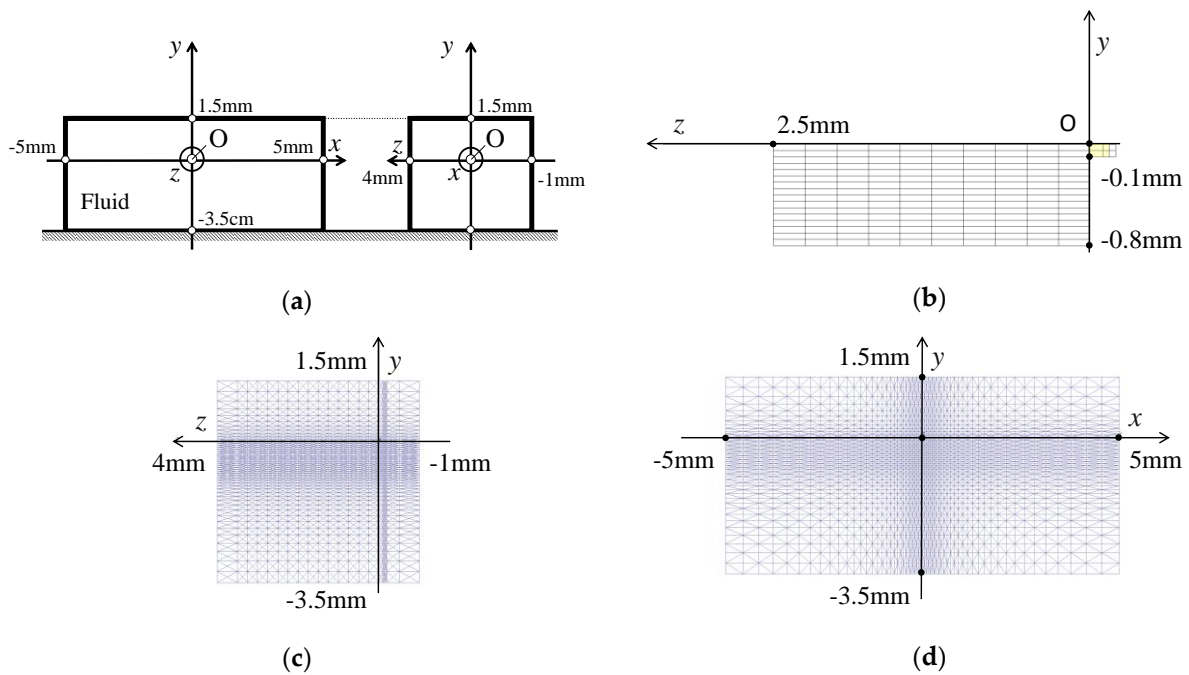 y
y
1.5mm
1.5mm
-5mm
O
5mm
x
z
O
z
4mm
x
-1mm
Fluid
-3.5cm
(a)
y
z
2.5mm
O
-0.1mm
-0.8mm
(b)
1.5mm
y
z
4mm
-1mm
-3.5mm
(c)
1.5mm
y
x
-5mm
5mm
-3.5mm
(d)